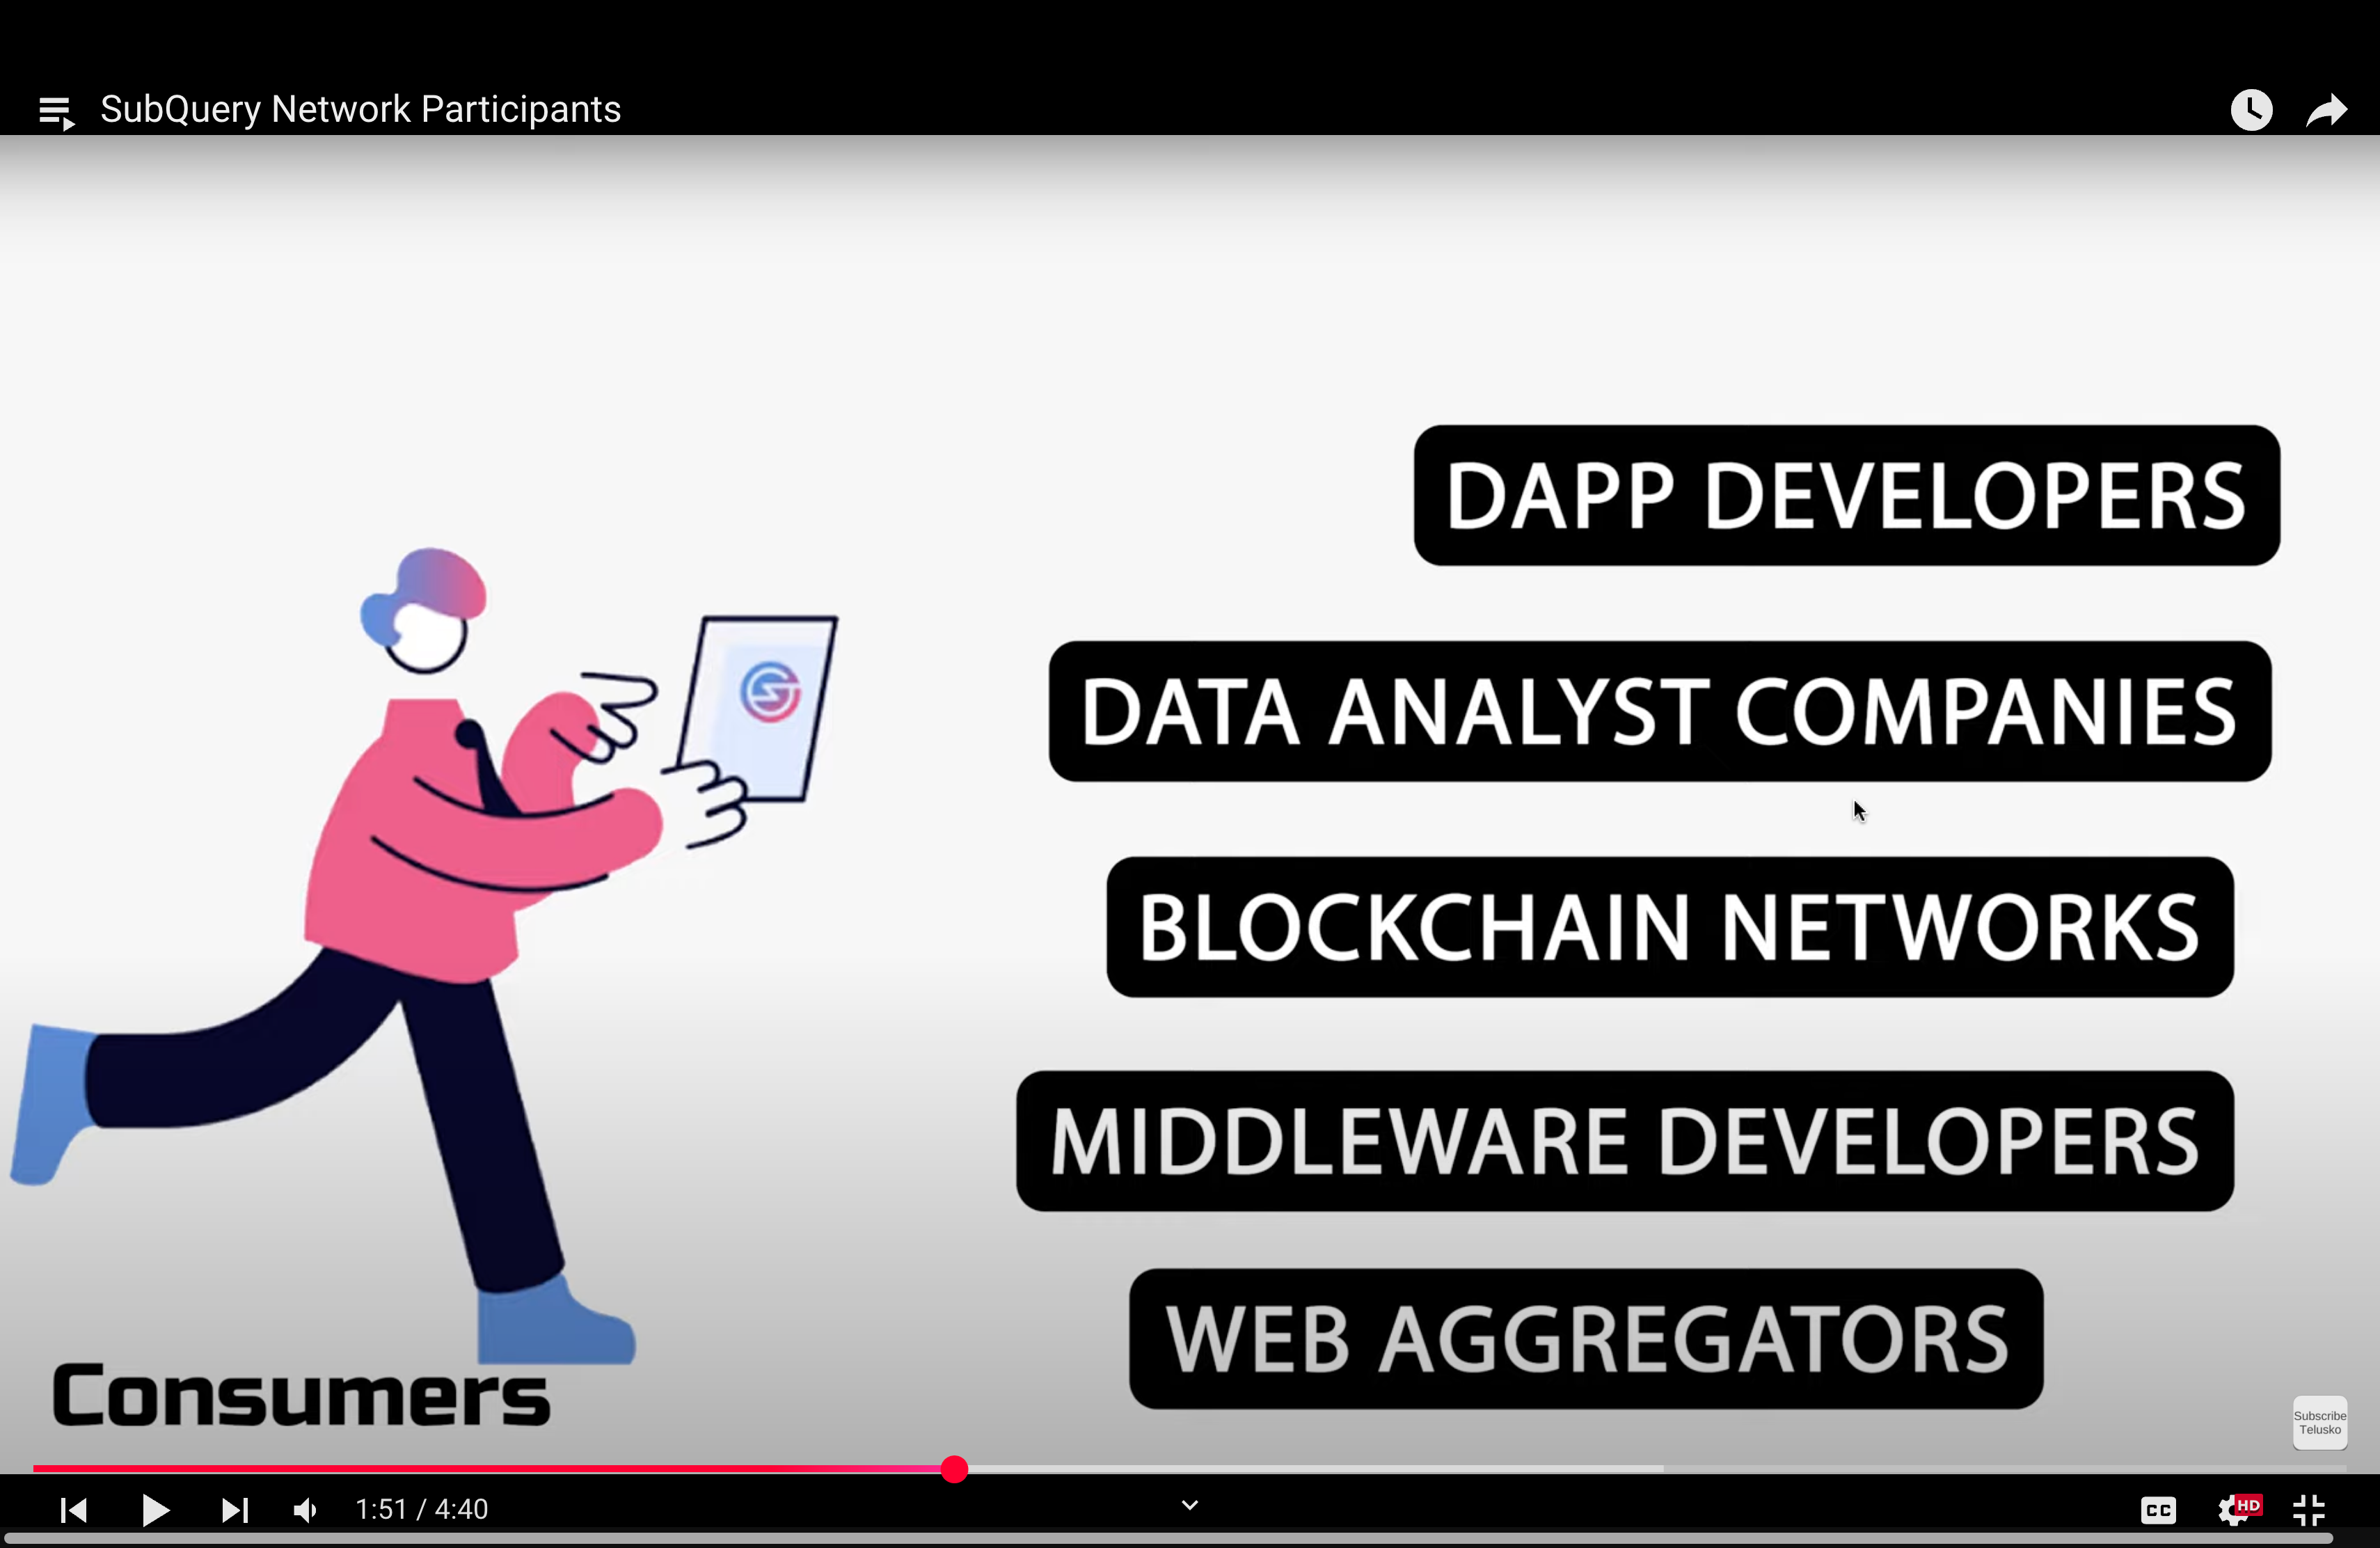 SubQuery Network Participants
DAPP DEVELOPERS
DATA ANALYST COMPANIES
BLOCKCHAIN NETWORKS
MIDDLEWARE DEVELOPERS
WEB AGGREGATORS
Consumers
Subscribe
Telusko
1:51 / 4:40
CC
HD